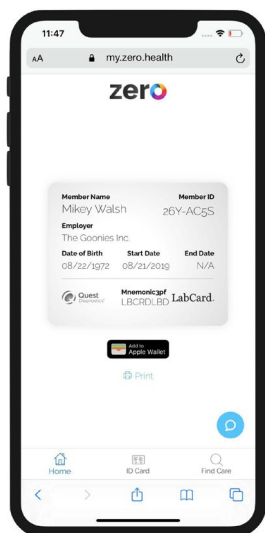 11:47
AA my.zero.health
zero
Member Name Member ID
Mikey Walsh 26Y-AC5S
Employer
The Goonies Inc.
Date of Birth Start Date End Date
08/22/1972 08/21/2019 N/A
Quest
Diagnostics
Mnemonic3pf
LBCRDLBD
LabCard
Add to
Apple Wallet
Print
Home ID Card Find Care